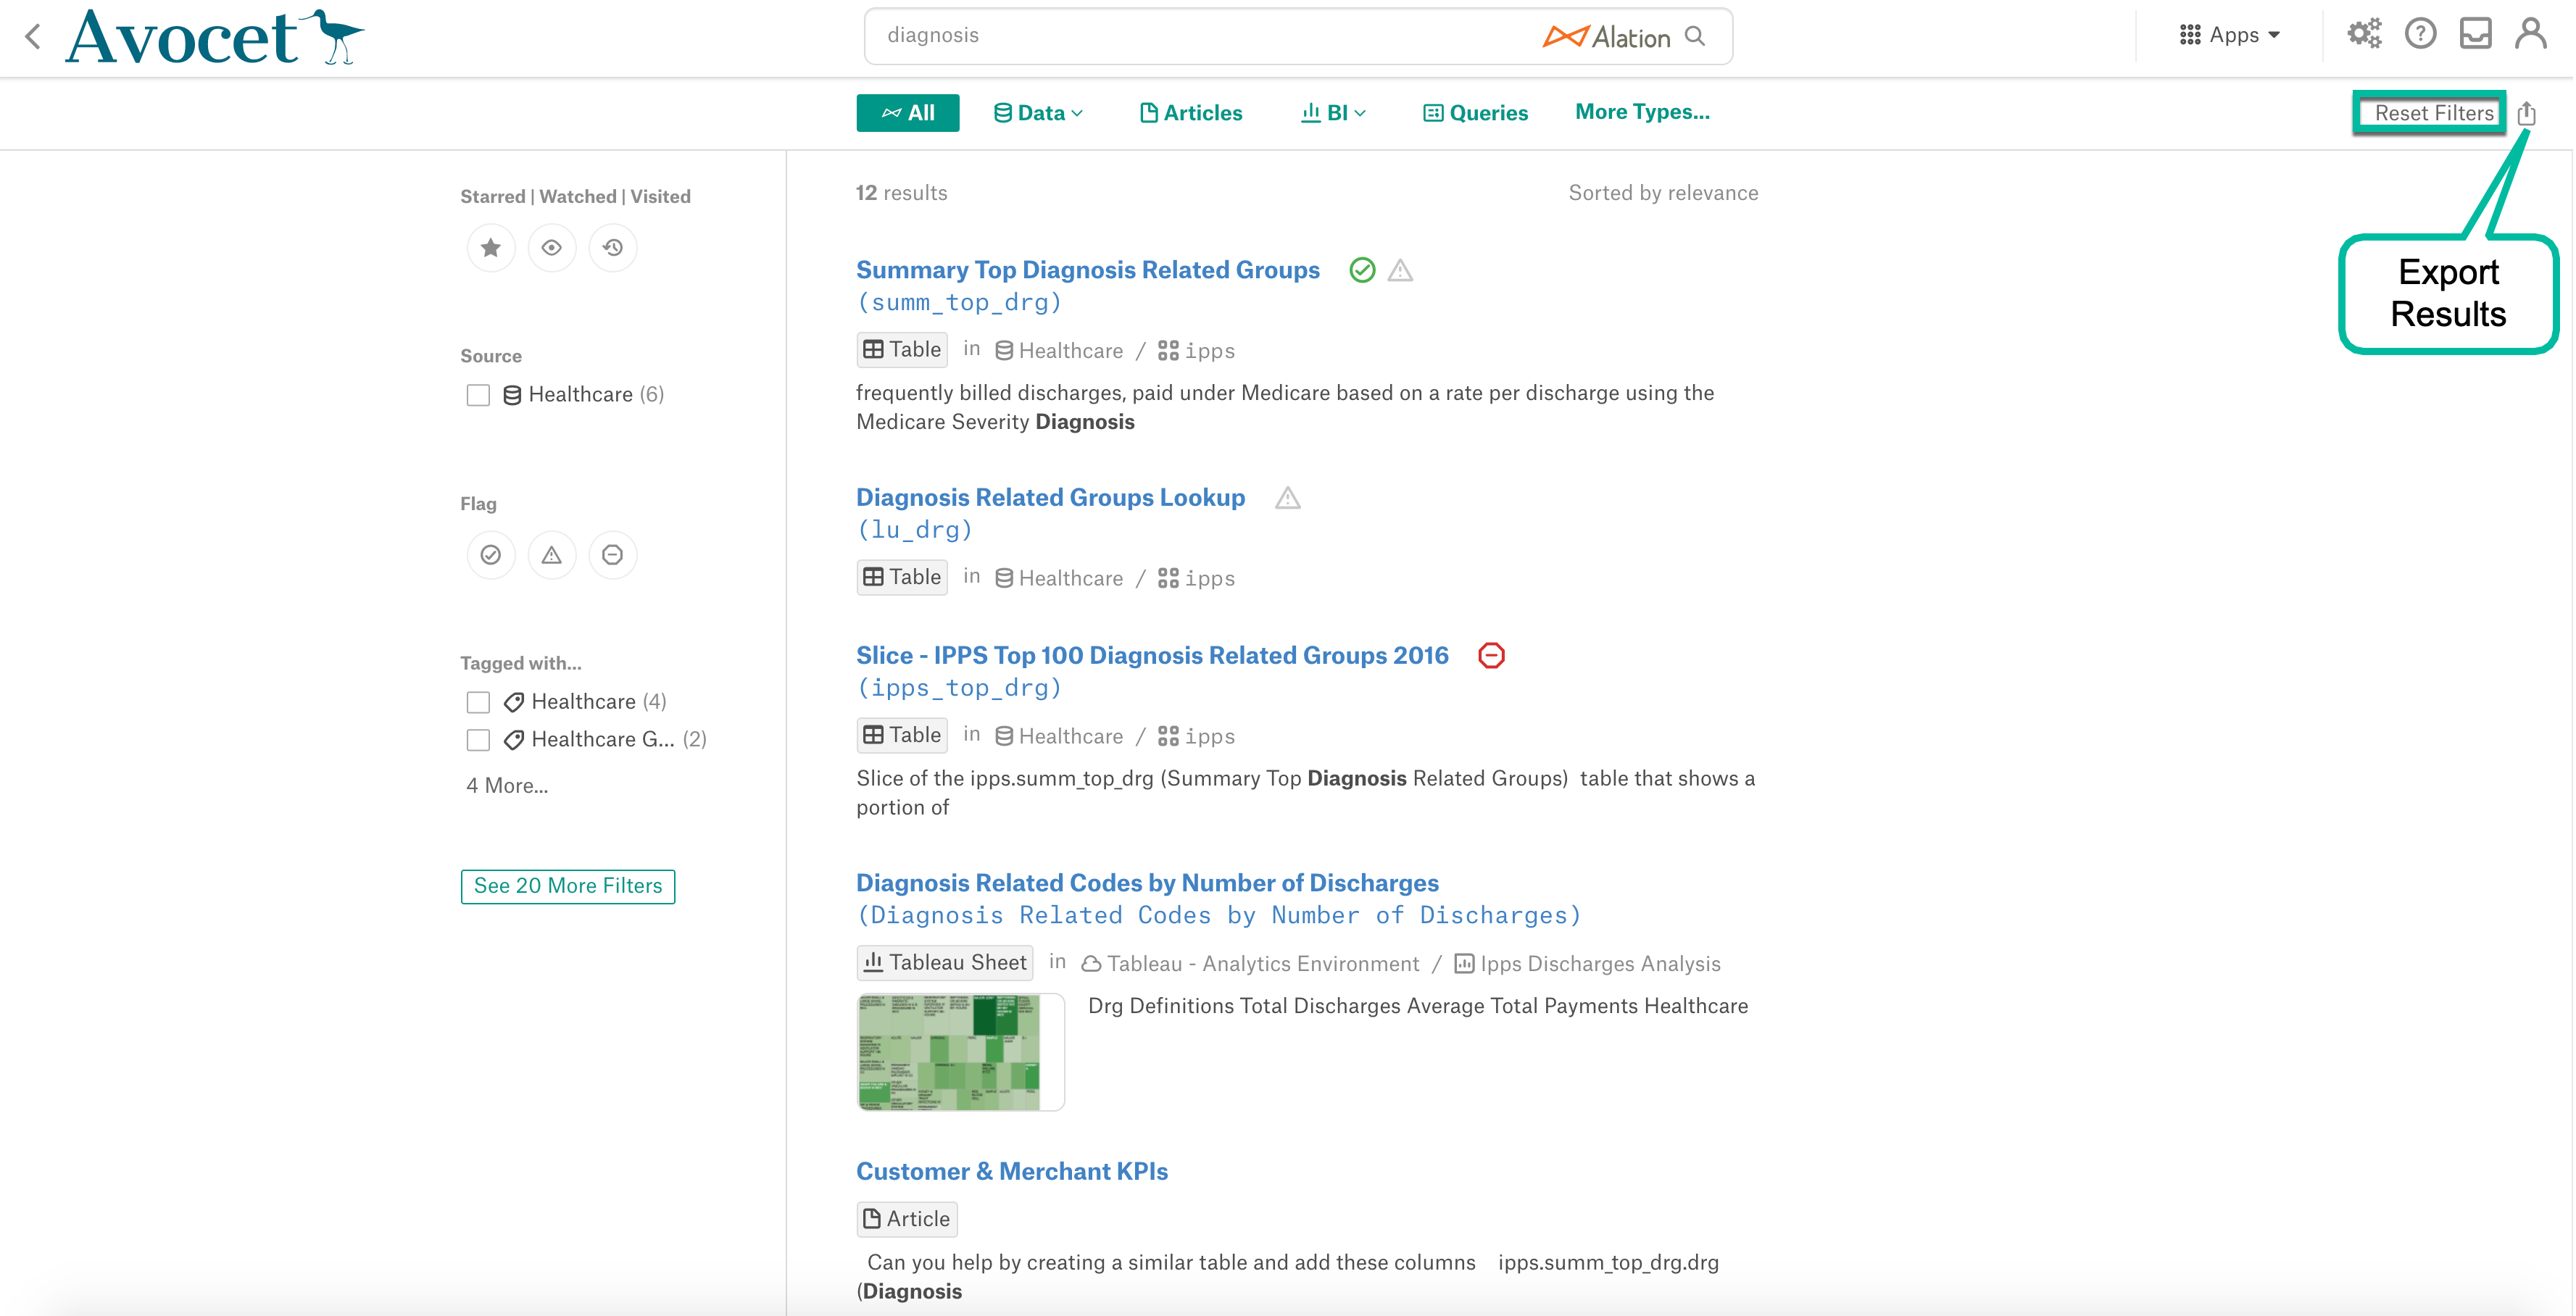 Avocet
diagnosis
Alation
Apps
All
Data
Articles
BI
Queries
More Types...
Reset Filters
Export
Results
Starred | Watched | Visited
Source
Healthcare (6)
Flag
Tagged with...
Healthcare (4)
Healthcare G... (2)
4 More...
See 20 More Filters
12 results
Sorted by relevance
Summary Top Diagnosis Related Groups
(summ_top_drg)
Table in Healthcare / ipps
frequently billed discharges, paid under Medicare based on a rate per discharge using the
Medicare Severity Diagnosis
Diagnosis Related Groups Lookup
(lu_drg)
Table in Healthcare / ipps
Slice - IPPS Top 100 Diagnosis Related Groups 2016
(ipps_top_drg)
Table in Healthcare / ipps
Slice of the ipps.summ_top_drg (Summary Top Diagnosis Related Groups) table that shows a
portion of
Diagnosis Related Codes by Number of Discharges
(Diagnosis Related Codes by Number of Discharges)
Tableau Sheet in Tableau - Analytics Environment / Ipps Discharges Analysis
Drg Definitions Total Discharges Average Total Payments Healthcare
Customer & Merchant KPIs
Article
Can you help by creating a similar table and add these columns ipps.summ_top_drg.drg
(Diagnosis